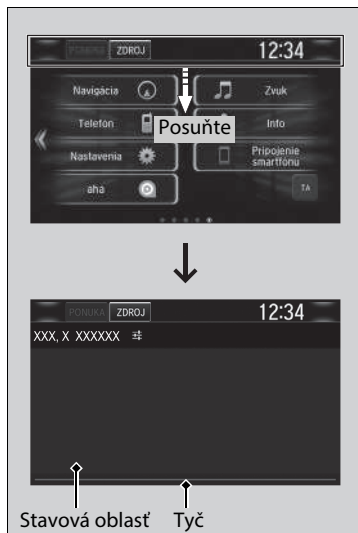 PONUKA ZDROJ 12:34
Navigácia Zvuk
Telefón Info
Posuňte
Nastavenia Pripojenie smartfónu
aha TA
PONUKA ZDROJ 12:34
XXX, X XXXXXX
Stavová oblasť Tyč